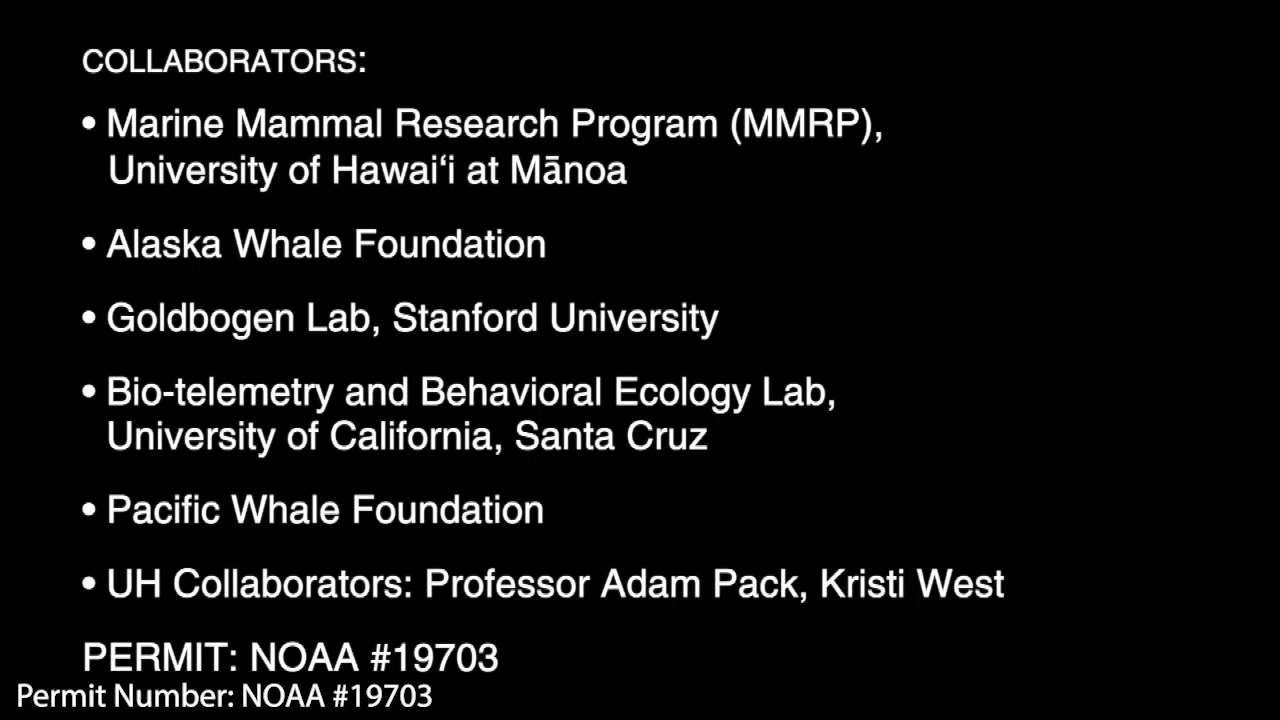 COLLABORATORS:
• Marine Mammal Research Program (MMRP),
University of Hawai‘i at Mānoa
• Alaska Whale Foundation
• Goldbogen Lab, Stanford University
• Bio-telemetry and Behavioral Ecology Lab,
University of California, Santa Cruz
• Pacific Whale Foundation
• UH Collaborators: Professor Adam Pack, Kristi West
PERMIT: NOAA #19703
Permit Number: NOAA #19703